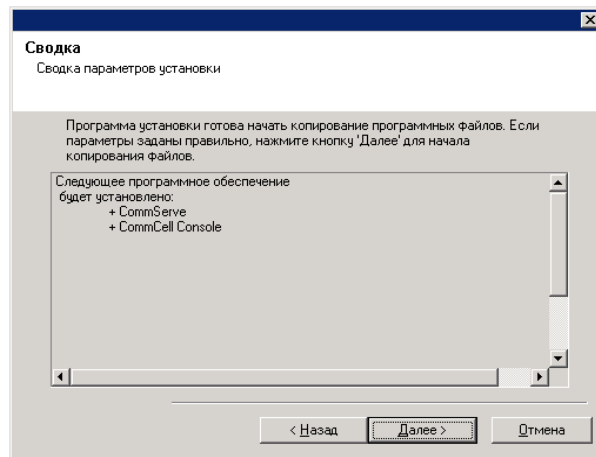 Сводка
Сводка параметров установки
Программа установки готова начать копирование программных файлов. Если
параметры заданы правильно, нажмите кнопку 'Далее' для начала
копирования файлов.
Следующее программное обеспечение
будет установлено:
+ CommServe
+ CommCell Console
< Назад
Далее >
Отмена